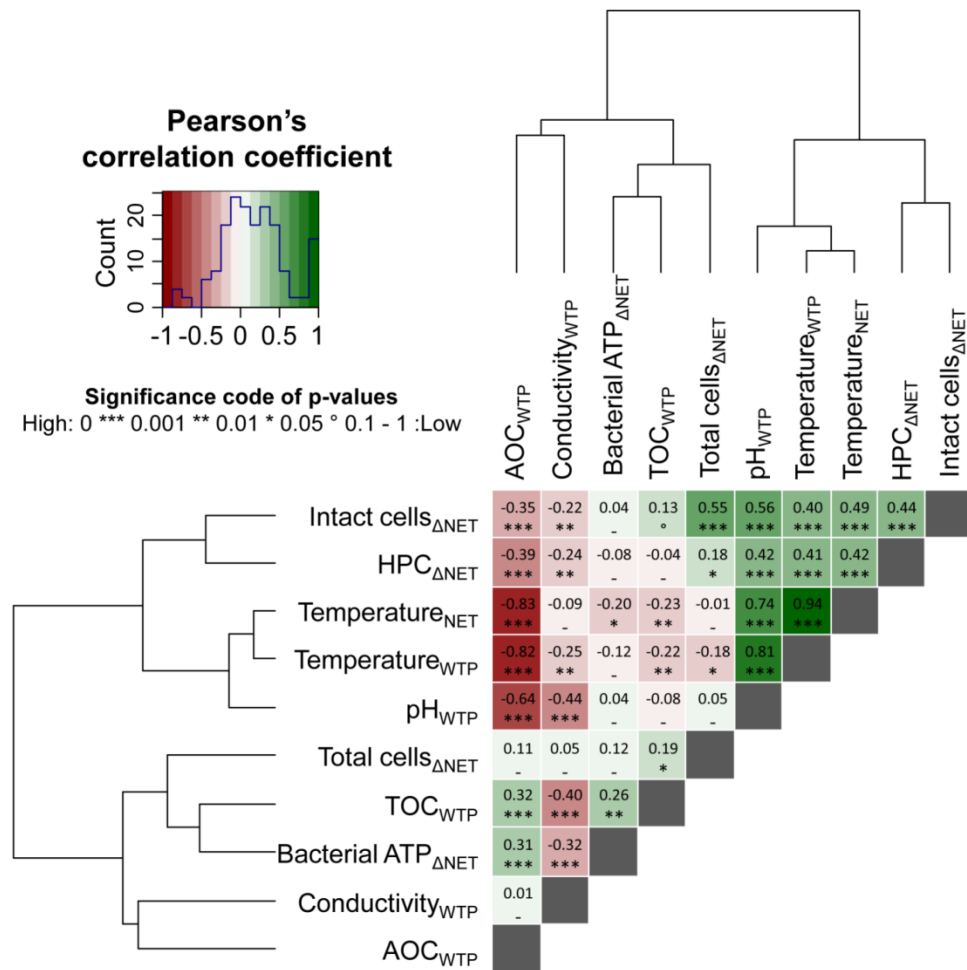 Pearson's
correlation coefficient
Count
20
10
0
-1 -0.5 0 0.5 1
Significance code of p-values
High: 0 *** 0.001 ** 0.01 * 0.05 ° 0.1 - 1 :Low
AOCWTP
ConductivityWTP
Bacterial ATPΔNET
TOCWTP
Total cellsΔNET
pHWTP
TemperatureWTP
TemperatureNET
HPCΔNET
Intact cellsΔNET
Intact cellsΔNET -0.35 -0.22 0.04 0.13 0.55 0.56 0.40 0.49 0.44
*** ** - ° *** *** *** *** ***
HPCΔNET -0.39 -0.24 -0.08 -0.04 0.18 0.42 0.41 0.42
*** ** - - * *** *** ***
TemperatureNET -0.83 -0.09 -0.20 -0.23 -0.01 0.74 0.94
*** - * ** - *** ***
TemperatureWTP -0.82 -0.25 -0.12 -0.22 -0.18 0.81
*** ** - ** * ***
pHWTP -0.64 -0.44 0.04 -0.08 0.05
*** *** - - -
Total cellsΔNET 0.11 0.05 0.12 0.19
- - - *
TOCWTP 0.32 -0.40 0.26
*** *** **
Bacterial ATPΔNET 0.31 -0.32
*** ***
ConductivityWTP 0.01
-
AOCWTP